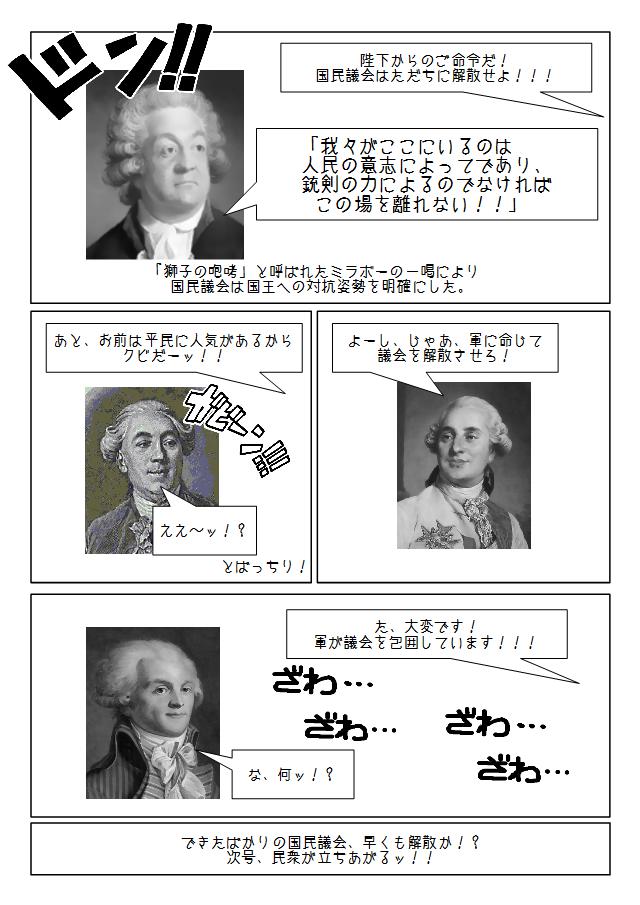 ドン!!
陛下からのご命令だ！
国民議会はただちに解散せよ！！！
「我々がここにいるのは
人民の意志によってであり、
銃剣の力によるのでなければ
この場を離れない！！」
「獅子の咆哮」と呼ばれたミラボーの一喝により
国民議会は国王への対抗姿勢を明確にした。
あと、お前は平民に人気があるから
クビだーッ！！
ガビーン!!!
ええ～ッ！？
とばっちり！
よーし、じゃあ、軍に命じて
議会を解散させろ！
た、大変です！
軍が議会を包囲しています！！！
ざわ…
ざわ…
ざわ…
ざわ…
な、何ッ！？
できたばかりの国民議会、早くも解散か！？
次号、民衆が立ちあがるッ！！